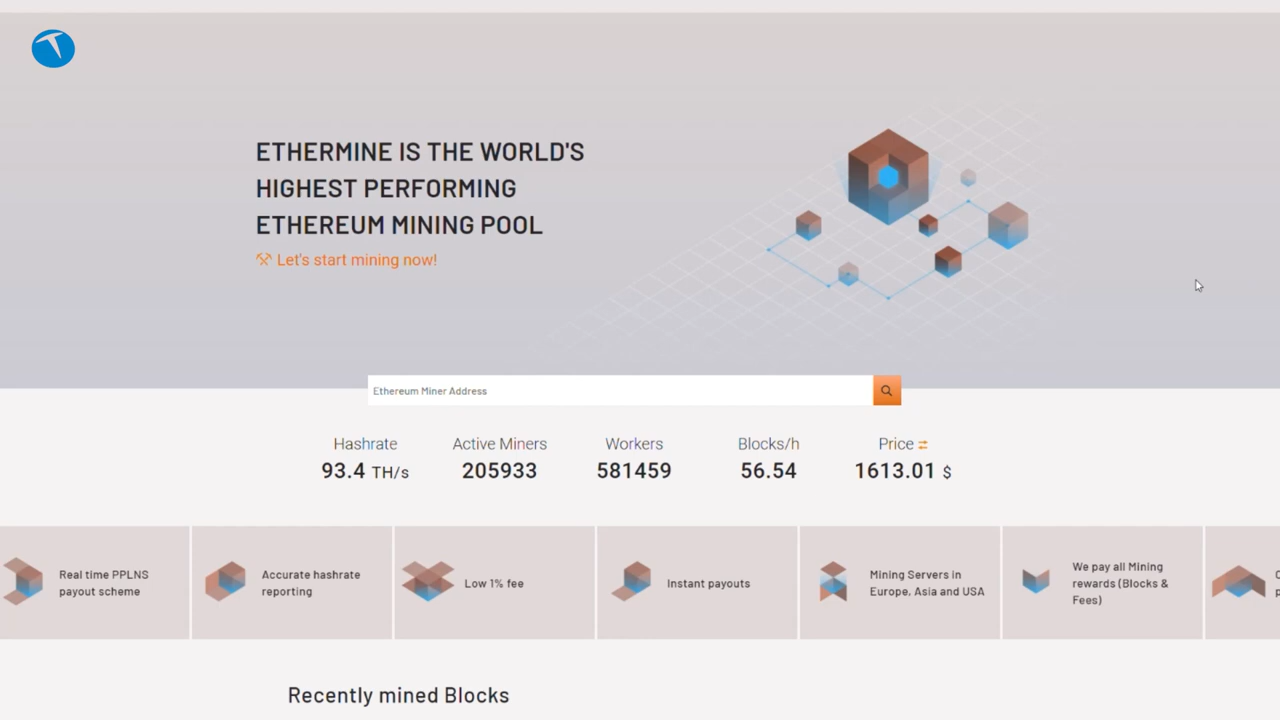 ETHERMINE IS THE WORLD'S
HIGHEST PERFORMING
ETHEREUM MINING POOL
Let's start mining now!
Ethereum Miner Address
Hashrate
93.4 TH/s
Active Miners
205933
Workers
581459
Blocks/h
56.54
Price
1613.01 $
Real time PPLNS
payout scheme
Accurate hashrate
reporting
Low 1% fee
Instant payouts
Mining Servers in
Europe, Asia and USA
We pay all Mining
rewards (Blocks &
Fees)
Recently mined Blocks